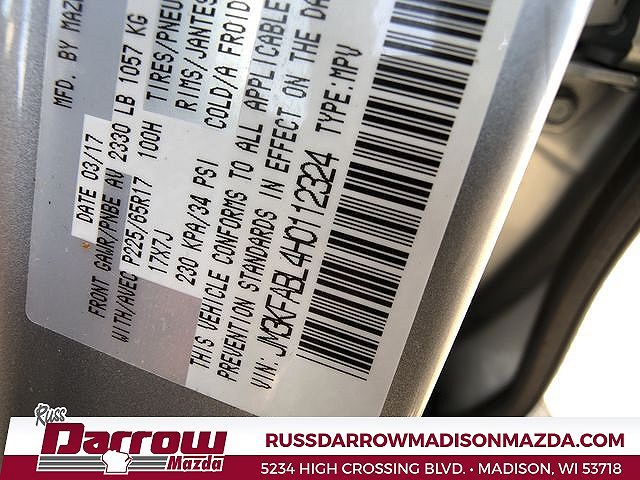 MFD. BY MAZ
DATE 03/17
FRONT GAWR/PNBE AV 2330 LB 1057 KG
WITH/AVEC P225/65R17 100H TIRES/PNEU
17X7J RIMS/JANTES
230 KPA/34 PSI COLD/A FROID
THIS VEHICLE CONFORMS TO ALL APPLICABLE
PREVENTION STANDARDS IN EFFECT ON THE DA
VIN: JM3KFABL4H0112324 TYPE: MPV
Russ
Darrow
Mazda
RUSSDARROWMADISONMAZDA.COM
5234 HIGH CROSSING BLVD. • MADISON, WI 53718